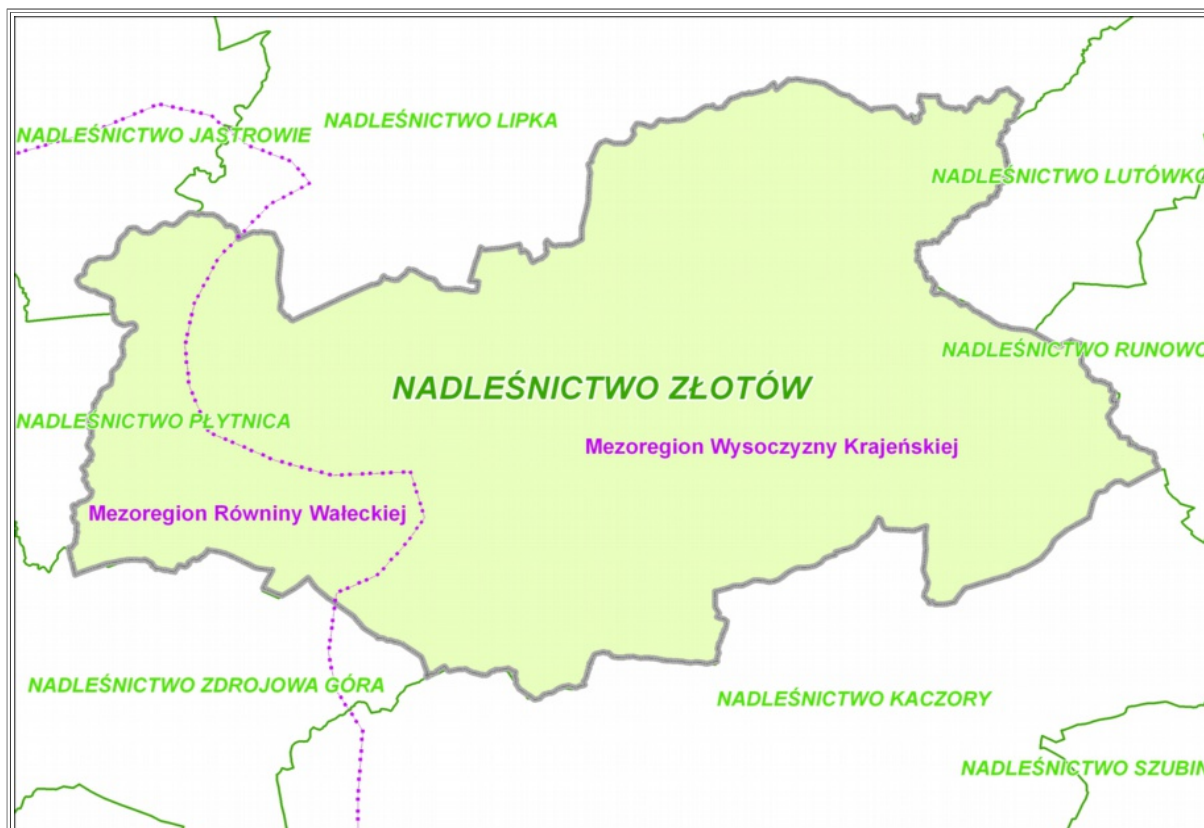 NADLEŚNICTWO LIPKA
NADLEŚNICTWO JASTROWIE
NADLEŚNICTWO LUTÓWKO
NADLEŚNICTWO RUNOWO
NADLEŚNICTWO ZŁOTÓW
NADLEŚNICTWO PŁYTNICA
Mezoregion Wysoczyzny Krajeńskiej
Mezoregion Równiny Wałeckiej
NADLEŚNICTWO ZDROJOWA GÓRA
NADLEŚNICTWO KACZORY
NADLEŚNICTWO SZUBIN